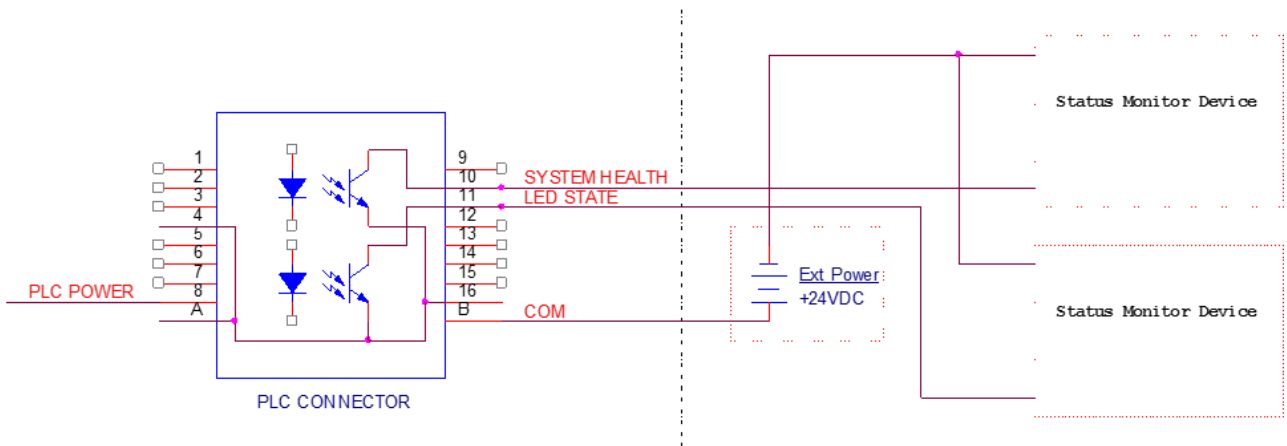 Status Monitor Device
1
2
3
4
5
6
7
8
A
9
10
11
12
13
14
15
16
B
SYSTEM HEALTH
LED STATE
PLC POWER
COM
Ext Power
+24VDC
Status Monitor Device
PLC CONNECTOR